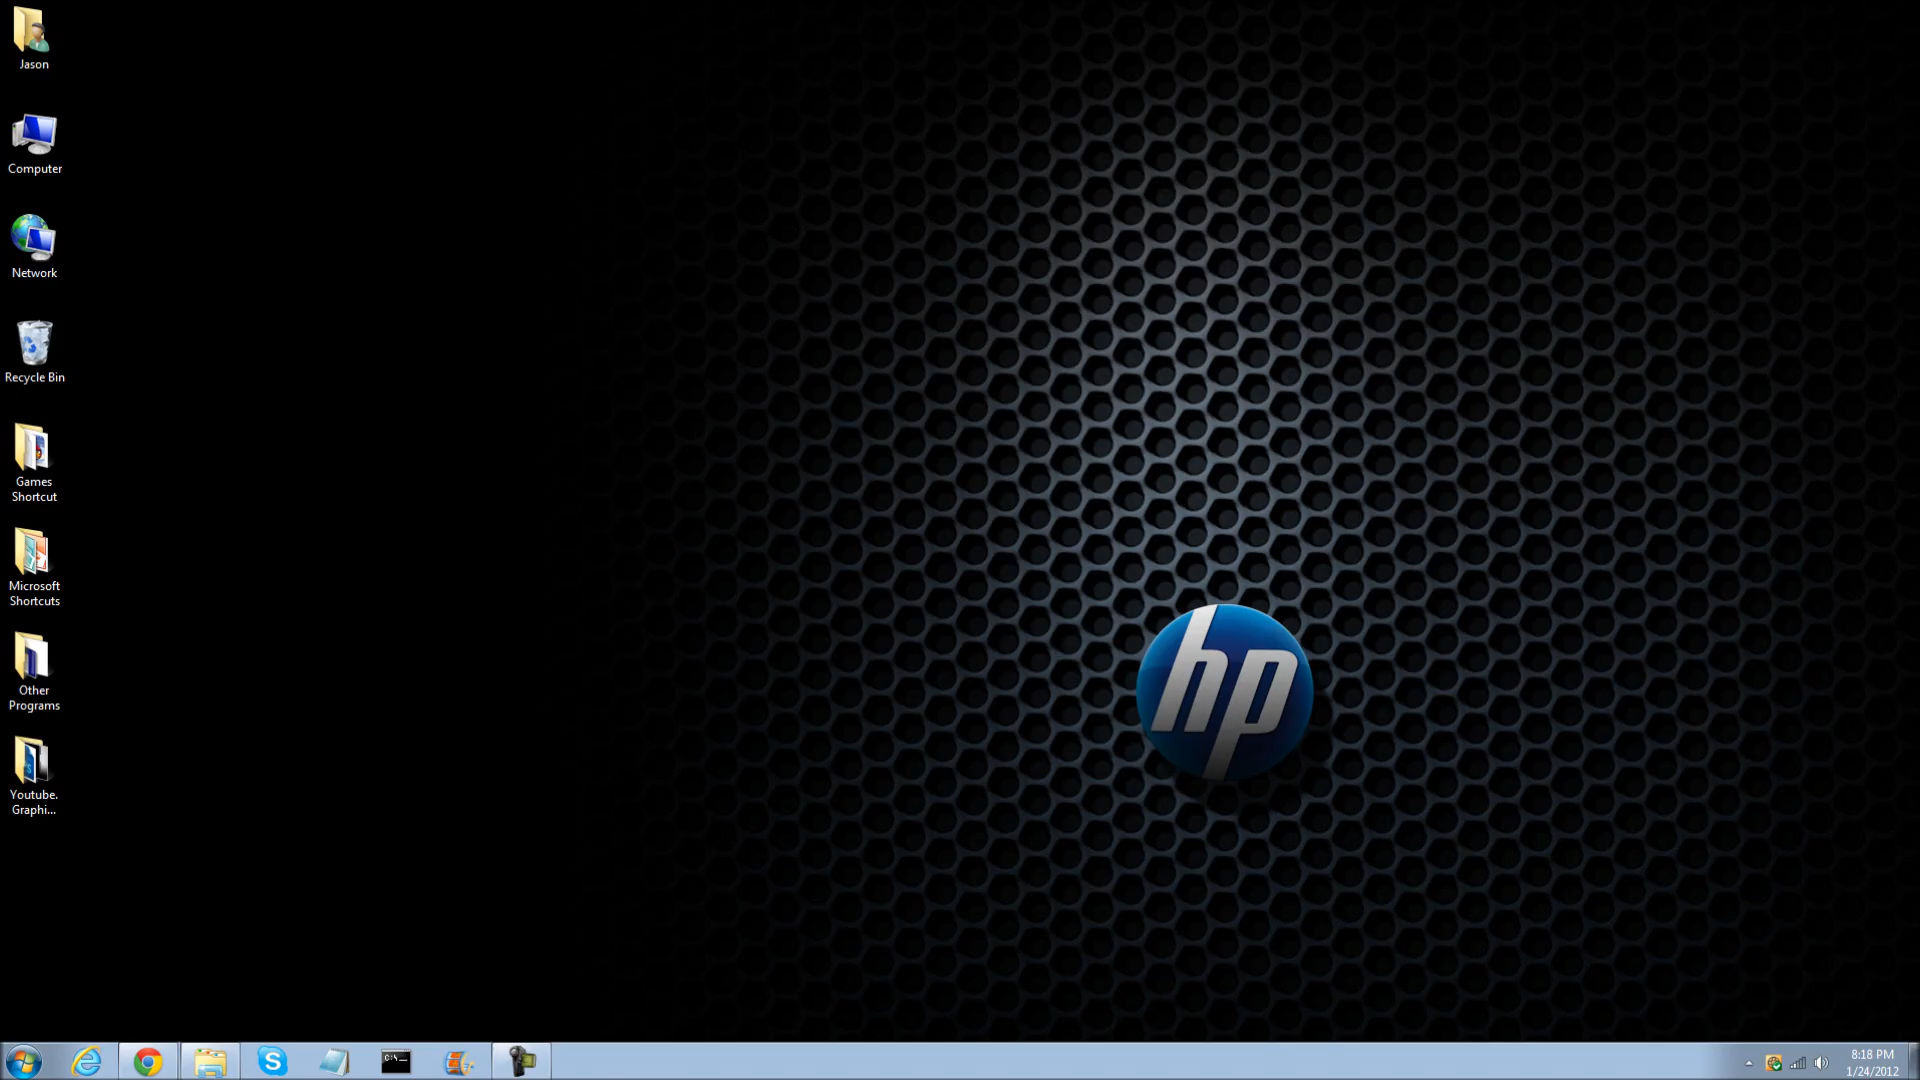 Jason
Computer
Network
Recycle Bin
Games
Shortcut
Microsoft
Shortcuts
Other
Programs
Youtube.
Graphi...
hp
C:\_
8:18 PM
1/24/2012